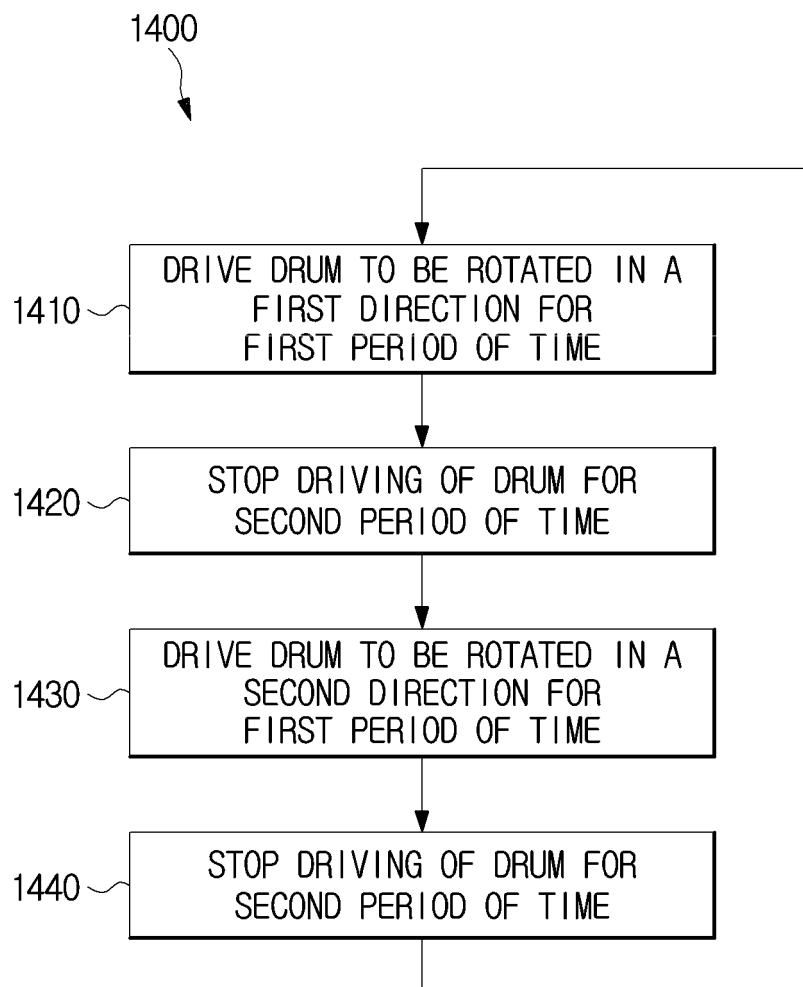 1400
1410
DRIVE DRUM TO BE ROTATED IN A
FIRST DIRECTION FOR
FIRST PERIOD OF TIME
1420
STOP DRIVING OF DRUM FOR
SECOND PERIOD OF TIME
1430
DRIVE DRUM TO BE ROTATED IN A
SECOND DIRECTION FOR
FIRST PERIOD OF TIME
1440
STOP DRIVING OF DRUM FOR
SECOND PERIOD OF TIME